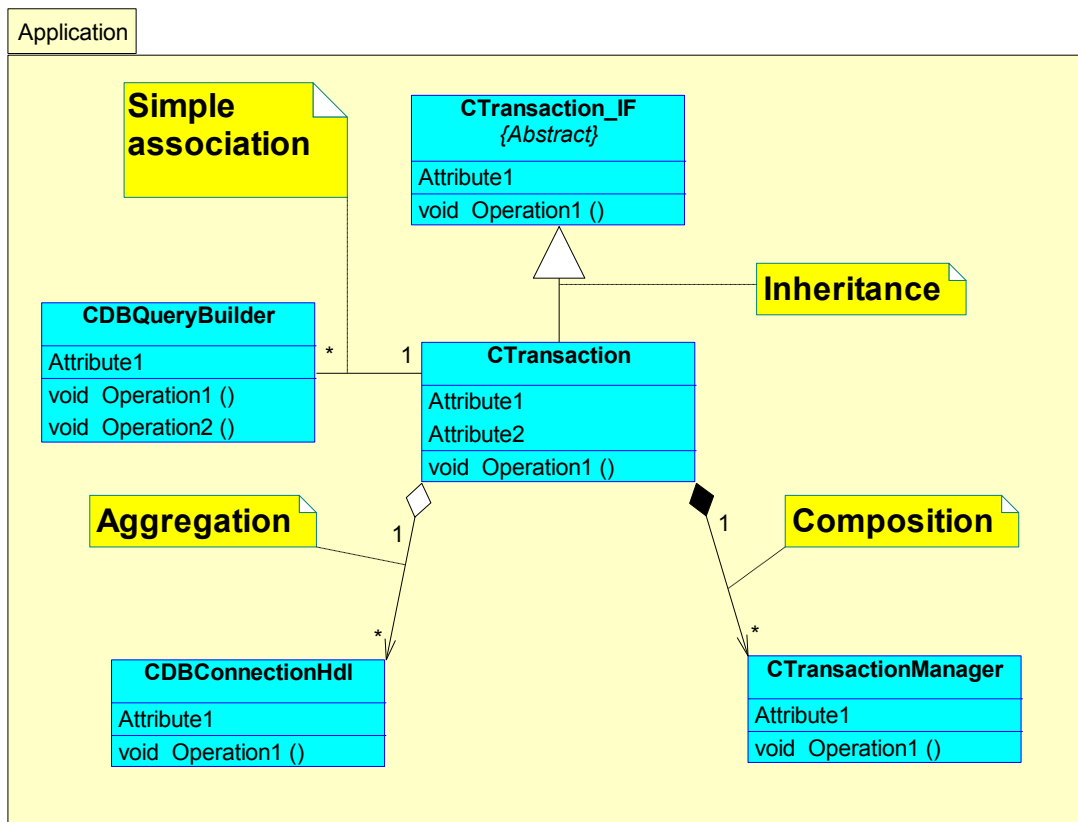 Application
Simple
association
CTransaction_IF
{Abstract}
Attribute1
void Operation1 ()
Inheritance
CDBQueryBuilder
Attribute1
void Operation1 ()
void Operation2 ()
*
1
CTransaction
Attribute1
Attribute2
void Operation1 ()
Aggregation
1
*
Composition
1
*
CDBConnectionHdl
Attribute1
void Operation1 ()
CTransactionManager
Attribute1
void Operation1 ()